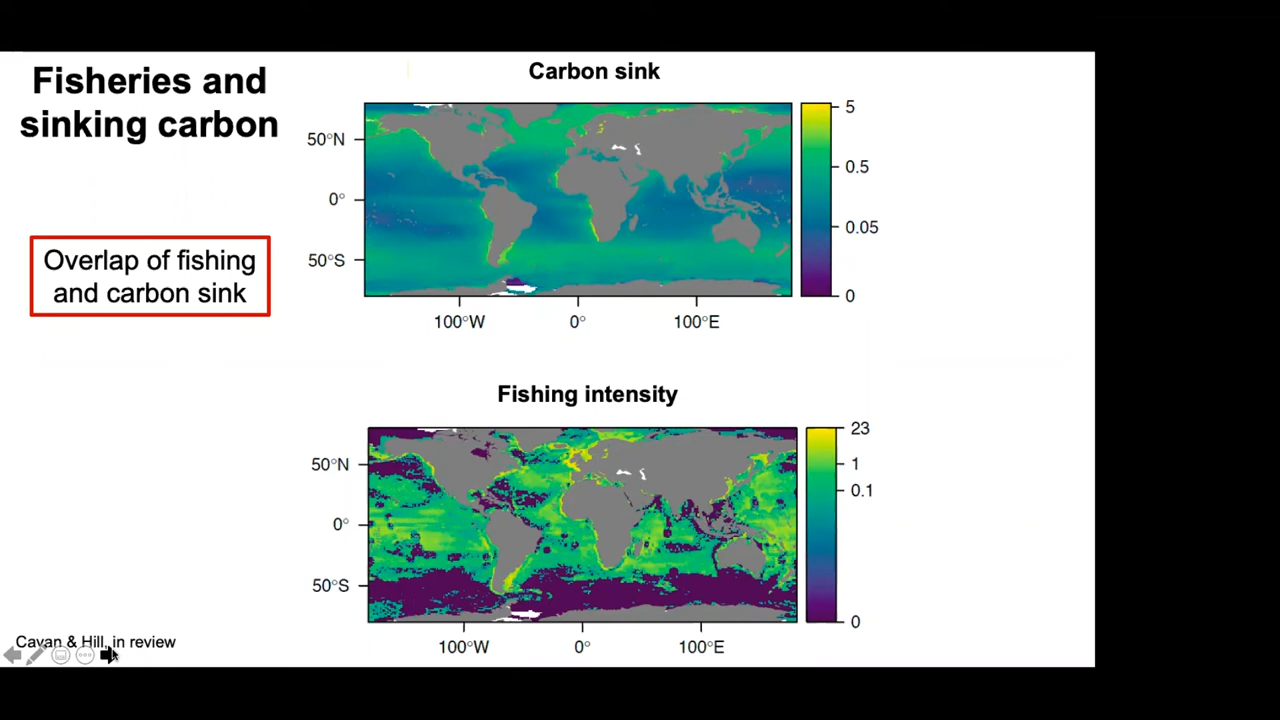 Fisheries and
sinking carbon
Overlap of fishing
and carbon sink
Carbon sink
50°N
0°
50°S
100°W 0° 100°E
5
0.5
0.05
0
Fishing intensity
50°N
0°
50°S
100°W 0° 100°E
23
1
0.1
0
Cavan & Hill, in review